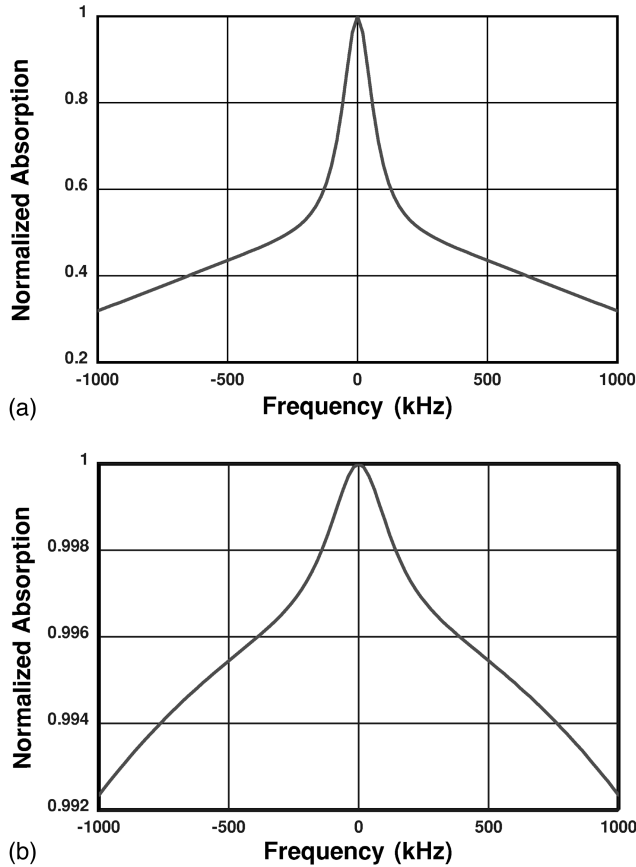 1
0.8
0.6
0.4
0.2
Normalized Absorption
-1000 -500 0 500 1000
Frequency (kHz)
(a)
1
0.998
0.996
0.994
0.992
Normalized Absorption
-1000 -500 0 500 1000
Frequency (kHz)
(b)